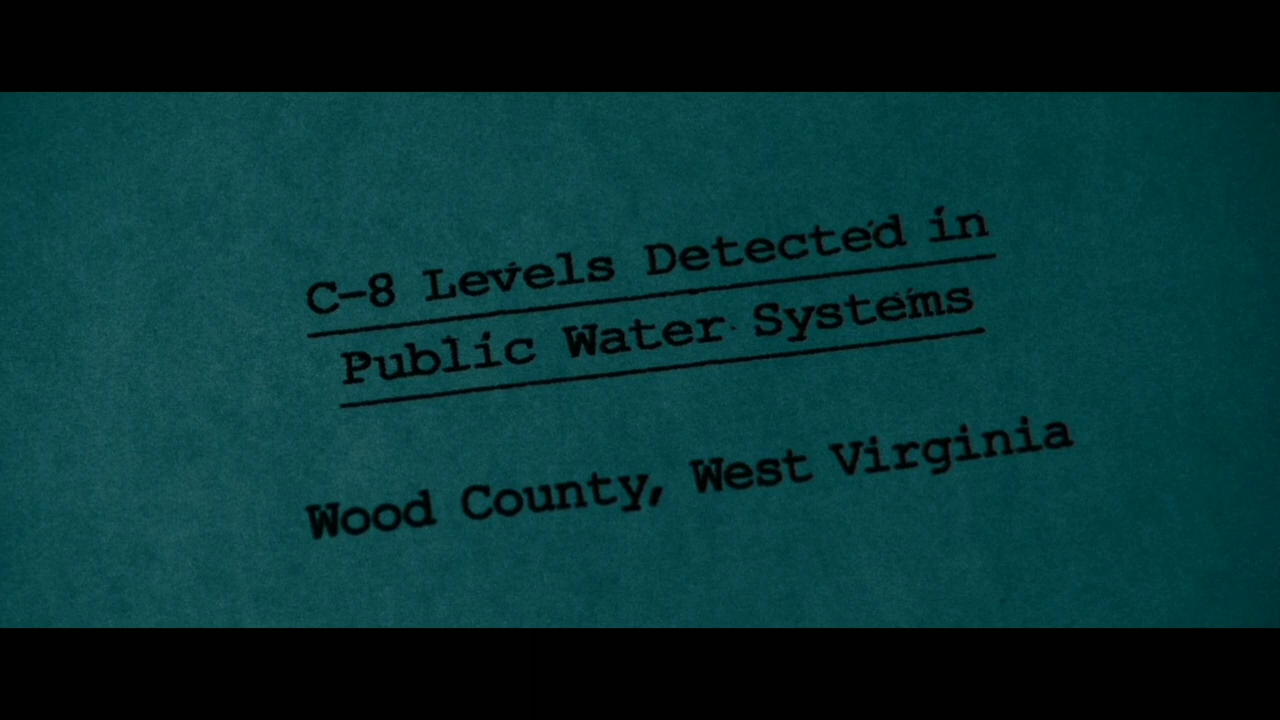 C-8 Levels Detected in
Public Water Systems
Wood County, West Virginia